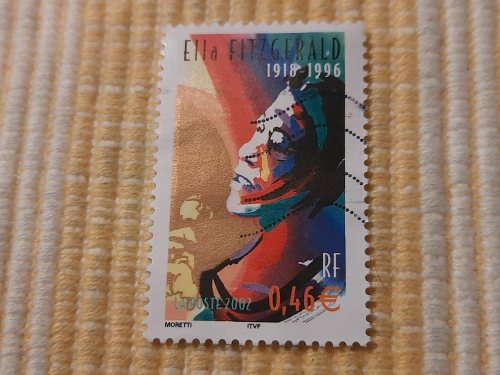 Ella FITZGERALD
1918-1996
RF
LA POSTE 2002 0,46€
MORETTI ITVF